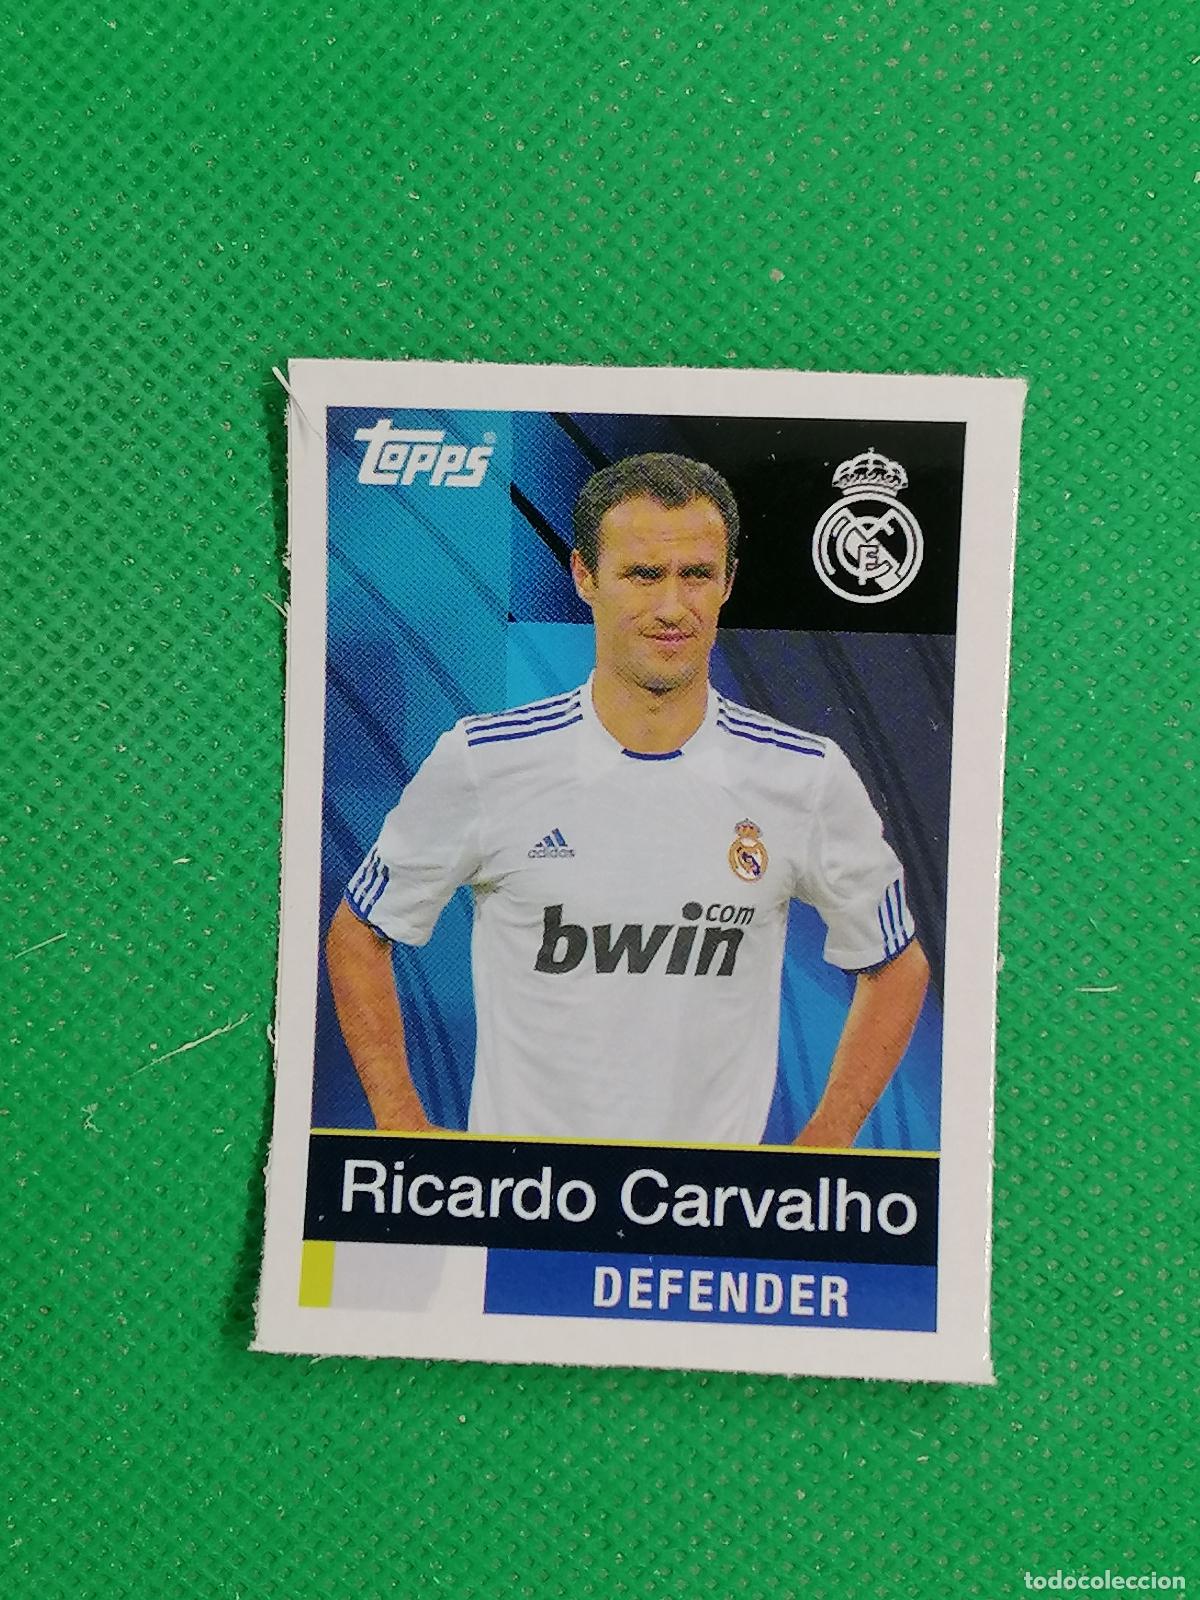 Topps
adidas
bwin.com
Ricardo Carvalho
DEFENDER
todocoleccion